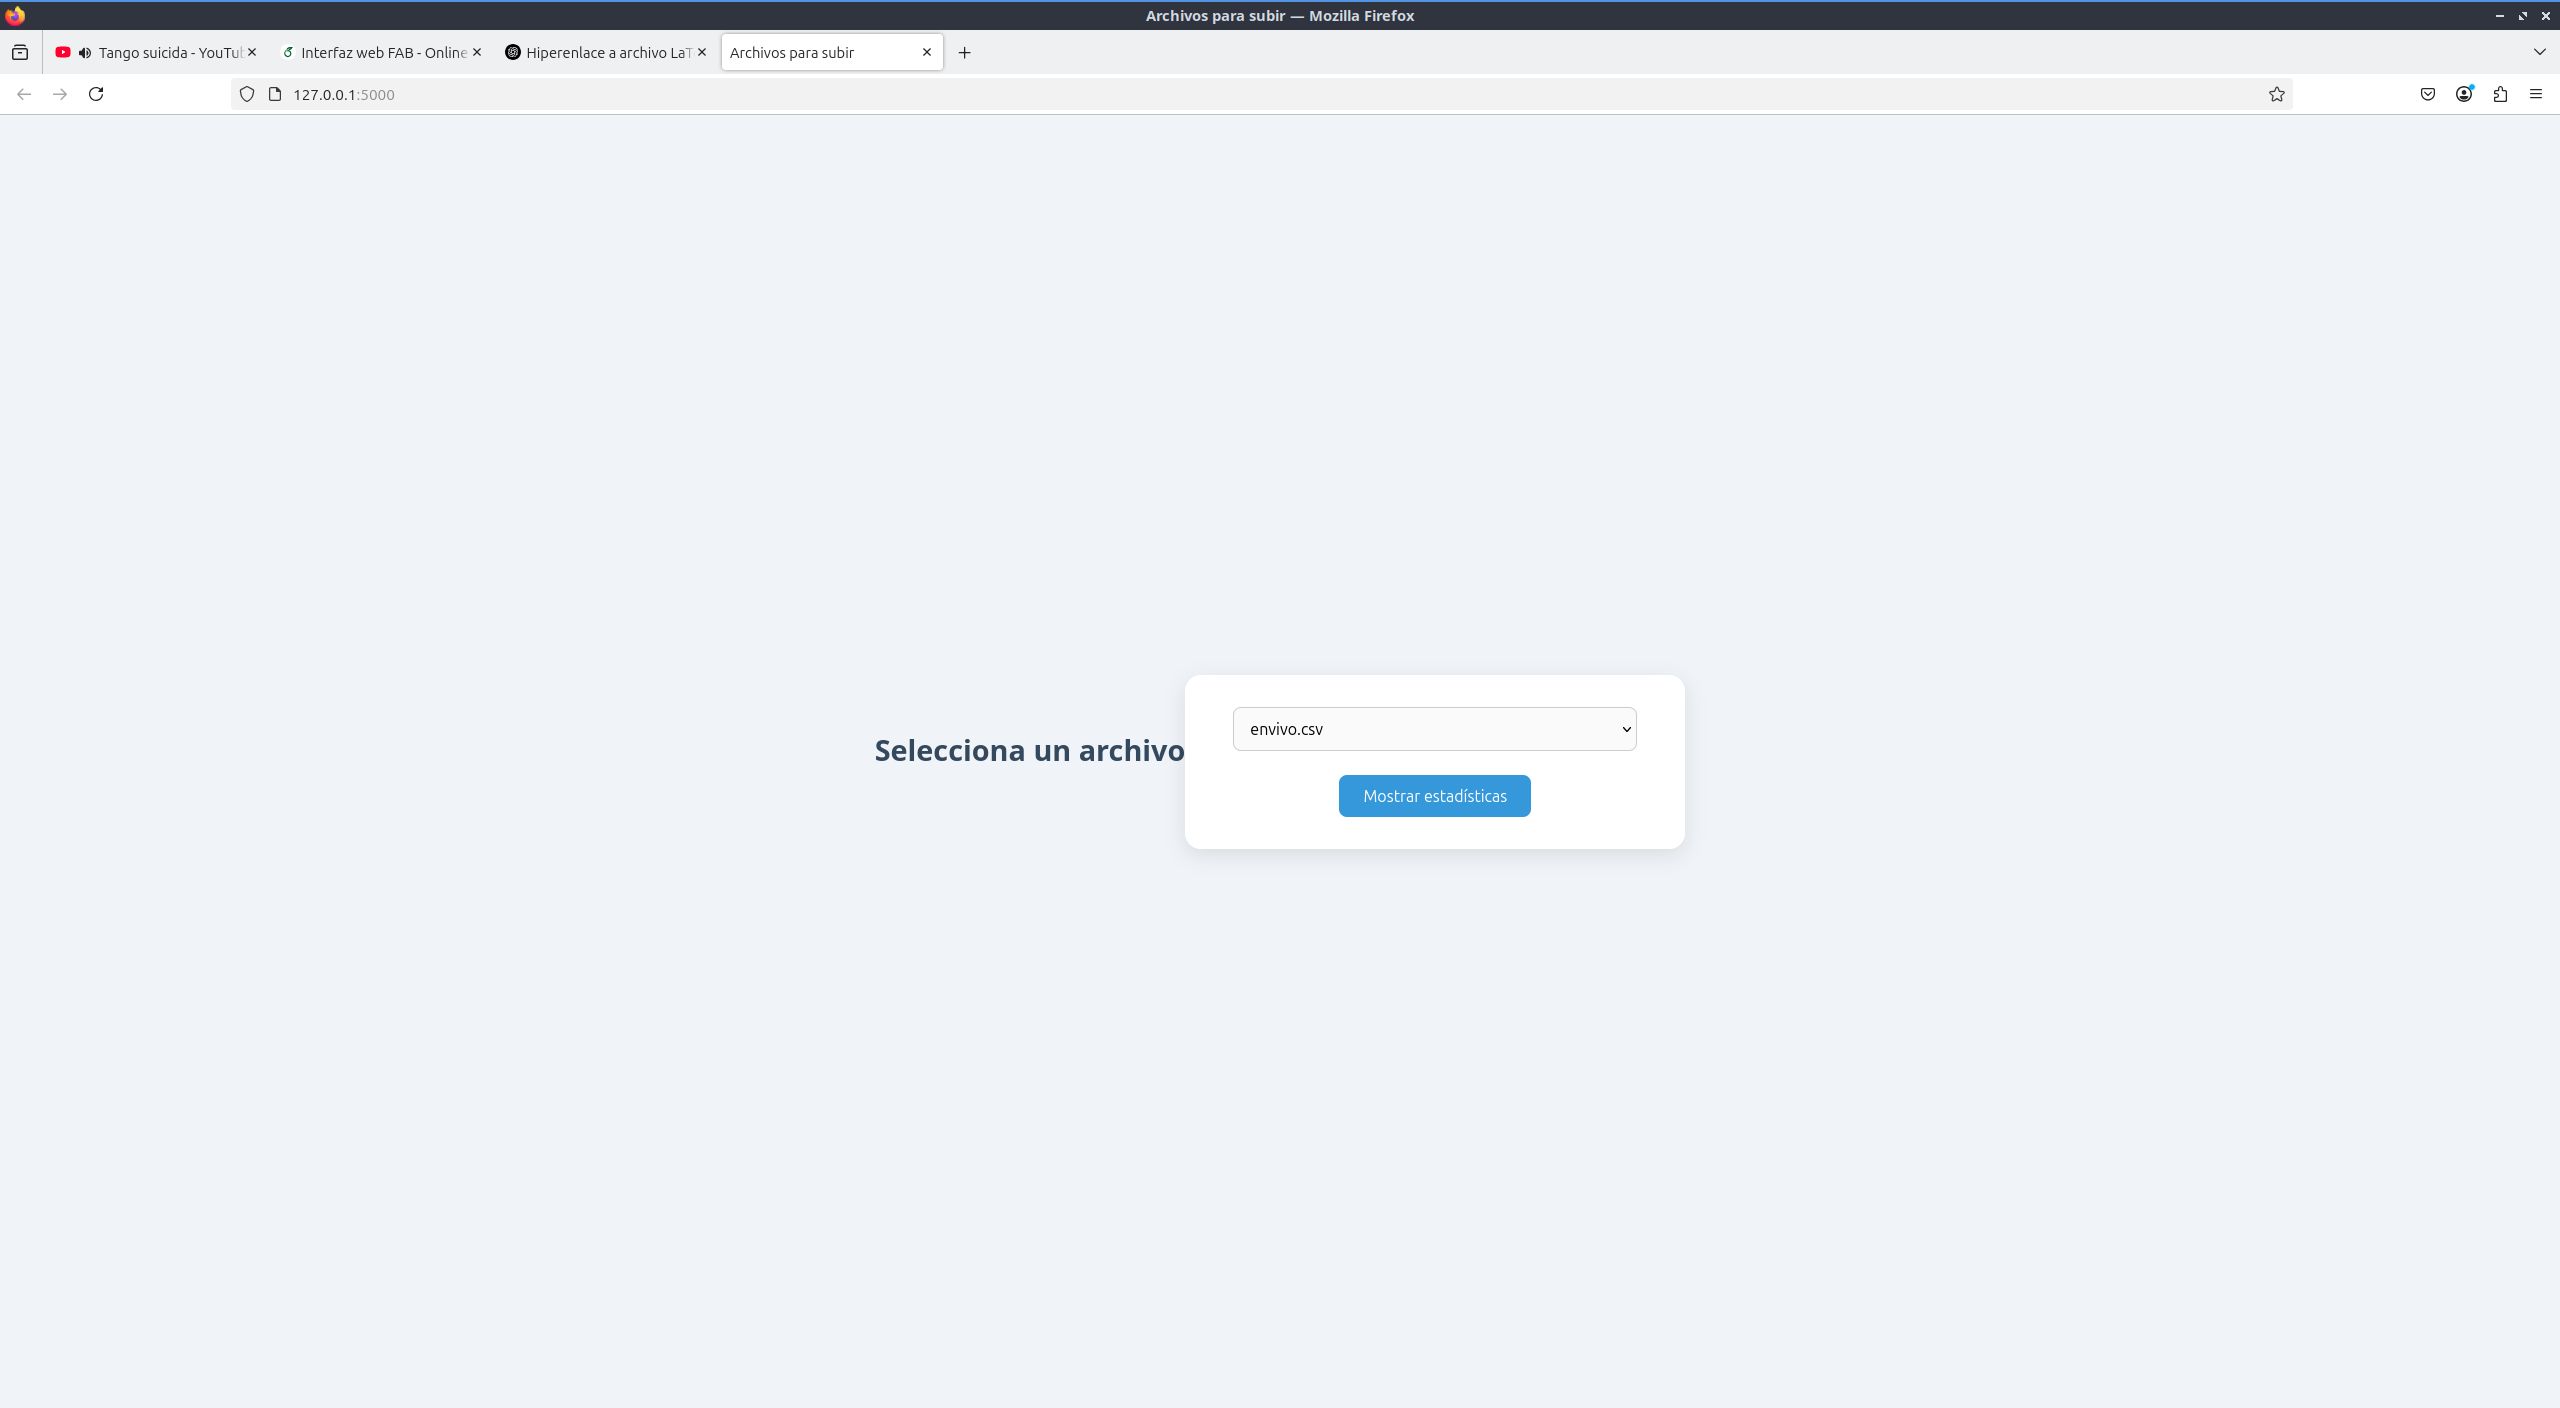 Archivos para subir — Mozilla Firefox
Tango suicida - YouTub
Interfaz web FAB - Online
Hiperenlace a archivo LaT
Archivos para subir
127.0.0.1:5000
envivo.csv
Selecciona un archivo
Mostrar estadísticas